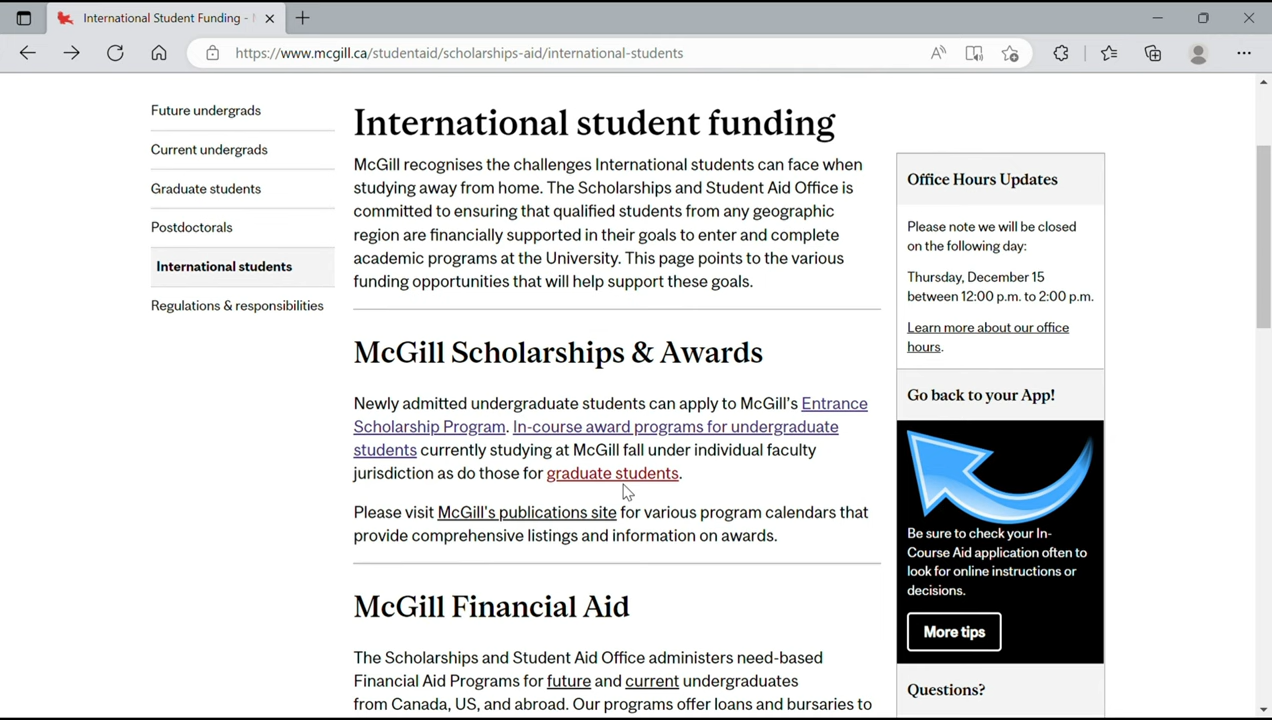 International Student Funding -
https://www.mcgill.ca/studentaid/scholarships-aid/international-students
Future undergrads
Current undergrads
Graduate students
Postdoctorals
International students
Regulations & responsibilities
International student funding
McGill recognises the challenges International students can face when
studying away from home. The Scholarships and Student Aid Office is
committed to ensuring that qualified students from any geographic
region are financially supported in their goals to enter and complete
academic programs at the University. This page points to the various
funding opportunities that will help support these goals.
McGill Scholarships & Awards
Newly admitted undergraduate students can apply to McGill's Entrance
Scholarship Program. In-course award programs for undergraduate
students currently studying at McGill fall under individual faculty
jurisdiction as do those for graduate students.
Please visit McGill's publications site for various program calendars that
provide comprehensive listings and information on awards.
McGill Financial Aid
The Scholarships and Student Aid Office administers need-based
Financial Aid Programs for future and current undergraduates
from Canada, US, and abroad. Our programs offer loans and bursaries to
Office Hours Updates
Please note we will be closed
on the following day:
Thursday, December 15
between 12:00 p.m. to 2:00 p.m.
Learn more about our office
hours.
Go back to your App!
Be sure to check your In-
Course Aid application often to
look for online instructions or
decisions.
More tips
Questions?